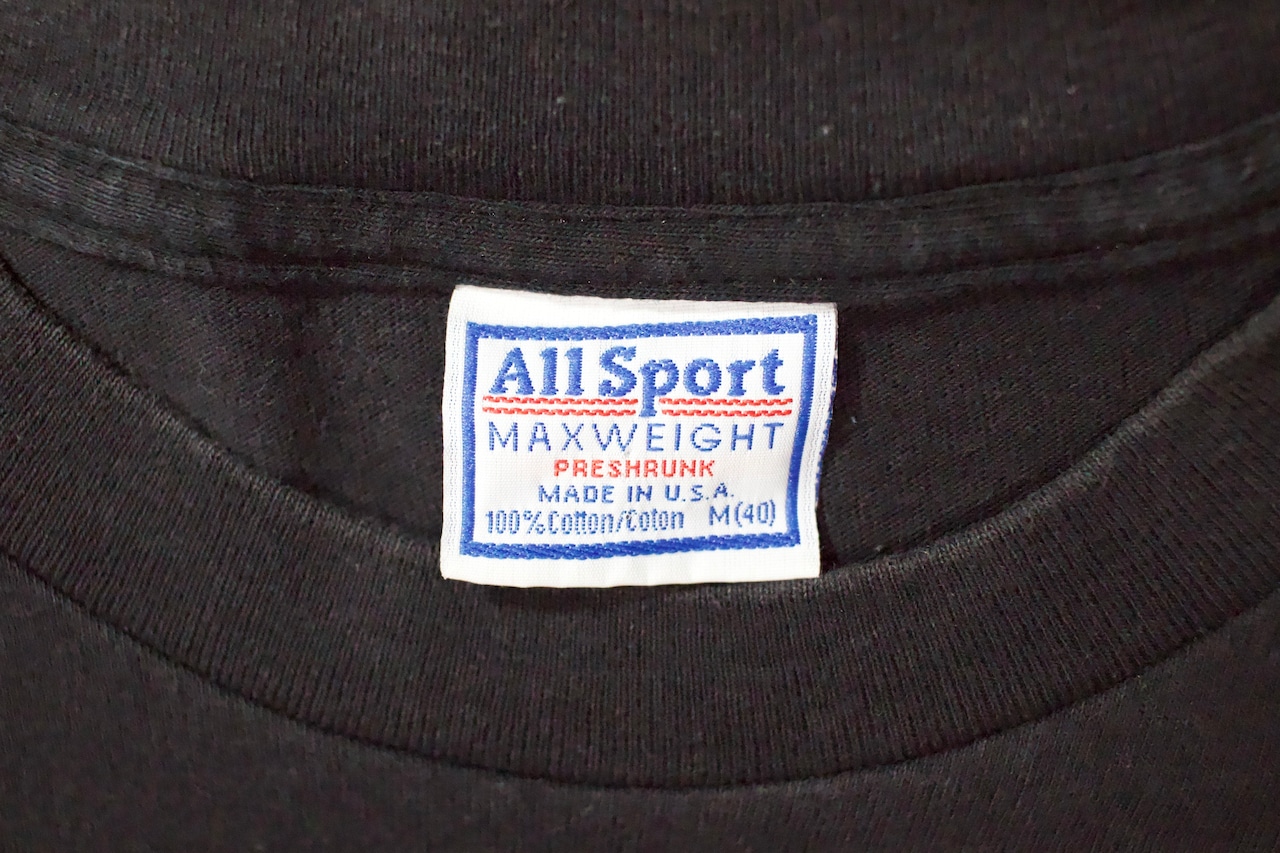 All Sport
MAXWEIGHT
PRESHRUNK
MADE IN U.S.A.
100% Cotton/Coton M(40)